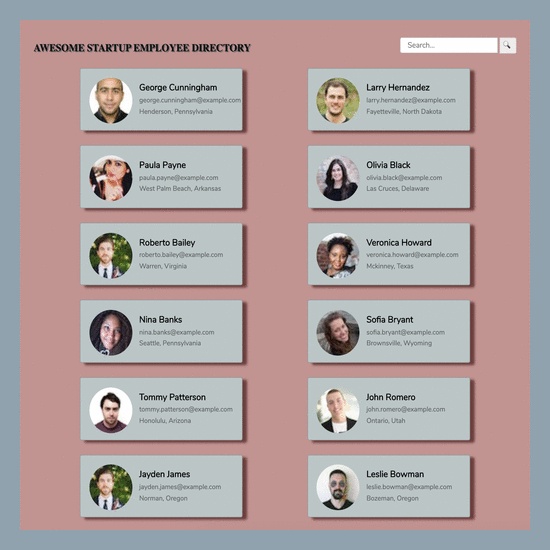 AWESOME STARTUP EMPLOYEE DIRECTORY
Search...
George Cunningham
george.cunningham@example.com
Henderson, Pennsylvania
Larry Hernandez
larry.hernandez@example.com
Fayetteville, North Dakota
Paula Payne
paula.payne@example.com
West Palm Beach, Arkansas
Olivia Black
olivia.black@example.com
Las Cruces, Delaware
Roberto Bailey
roberto.bailey@example.com
Warren, Virginia
Veronica Howard
veronica.howard@example.com
Mckinney, Texas
Nina Banks
nina.banks@example.com
Seattle, Pennsylvania
Sofia Bryant
sofia.bryant@example.com
Brownsville, Wyoming
Tommy Patterson
tommy.patterson@example.com
Honolulu, Arizona
John Romero
john.romero@example.com
Ontario, Utah
Jayden James
jayden.james@example.com
Norman, Oregon
Leslie Bowman
leslie.bowman@example.com
Bozeman, Oregon